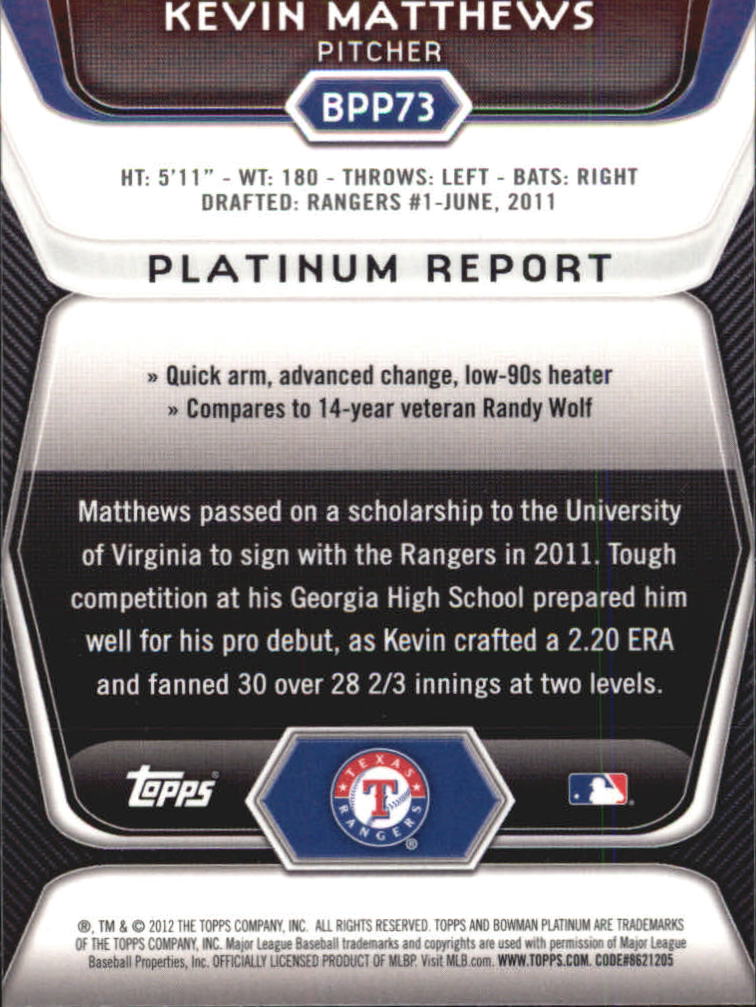 KEVIN MATTHEWS
PITCHER
BPP73
HT: 5'11" - WT: 180 - THROWS: LEFT - BATS: RIGHT
DRAFTED: RANGERS #1-JUNE, 2011
PLATINUM REPORT
» Quick arm, advanced change, low-90s heater
» Compares to 14-year veteran Randy Wolf
Matthews passed on a scholarship to the University
of Virginia to sign with the Rangers in 2011. Tough
competition at his Georgia High School prepared him
well for his pro debut, as Kevin crafted a 2.20 ERA
and fanned 30 over 28 2/3 innings at two levels.
topps®
TEXAS
T
RANGERS
®
®, TM & © 2012 THE TOPPS COMPANY, INC. ALL RIGHTS RESERVED. TOPPS AND BOWMAN PLATINUM ARE TRADEMARKS
OF THE TOPPS COMPANY, INC. Major League Baseball trademarks and copyrights are used with permission of Major League
Baseball Properties, Inc. OFFICIALLY LICENSED PRODUCT OF MLBP. Visit MLB.com. WWW.TOPPS.COM. CODE#8621205